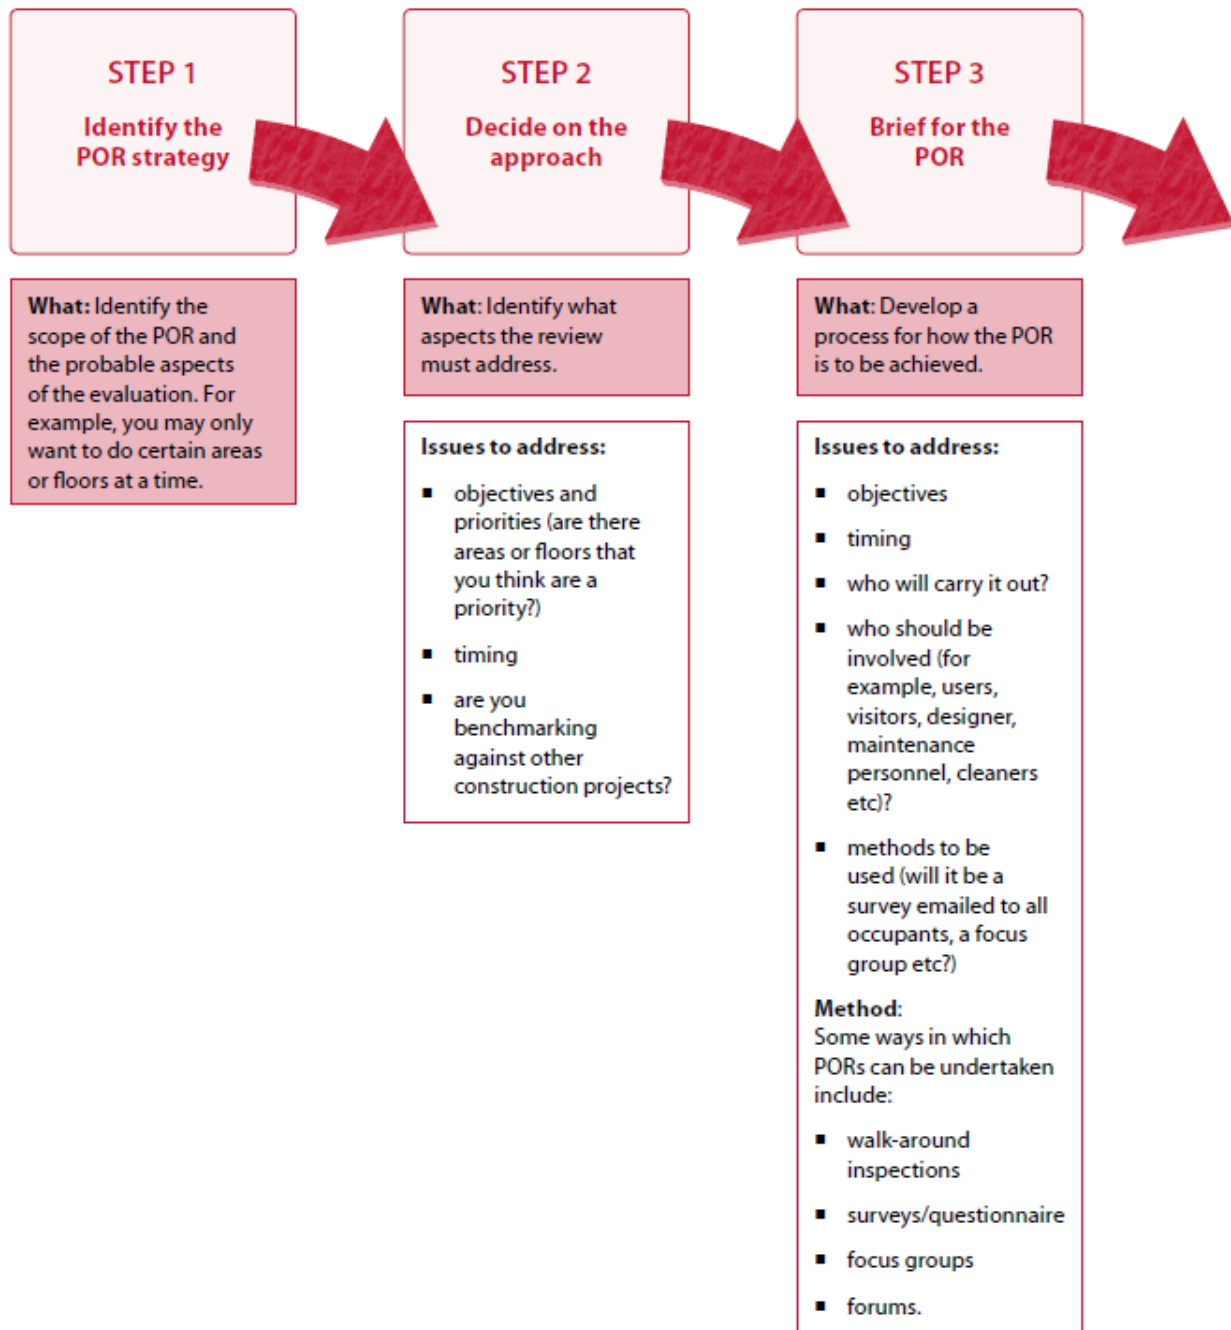 STEP 1
Identify the
POR strategy
What: Identify the
scope of the POR and
the probable aspects
of the evaluation. For
example, you may only
want to do certain areas
or floors at a time.
STEP 2
Decide on the
approach
What: Identify what
aspects the review
must address.
Issues to address:
■ objectives and
priorities (are there
areas or floors that
you think are a
priority?)
■ timing
■ are you
benchmarking
against other
construction projects?
STEP 3
Brief for the
POR
What: Develop a
process for how the POR
is to be achieved.
Issues to address:
■ objectives
■ timing
■ who will carry it out?
■ who should be
involved (for
example, users,
visitors, designer,
maintenance
personnel, cleaners
etc)?
■ methods to be
used (will it be a
survey emailed to all
occupants, a focus
group etc?)
Method:
Some ways in which
PORs can be undertaken
include:
■ walk-around
inspections
■ surveys/questionnaire
■ focus groups
■ forums.